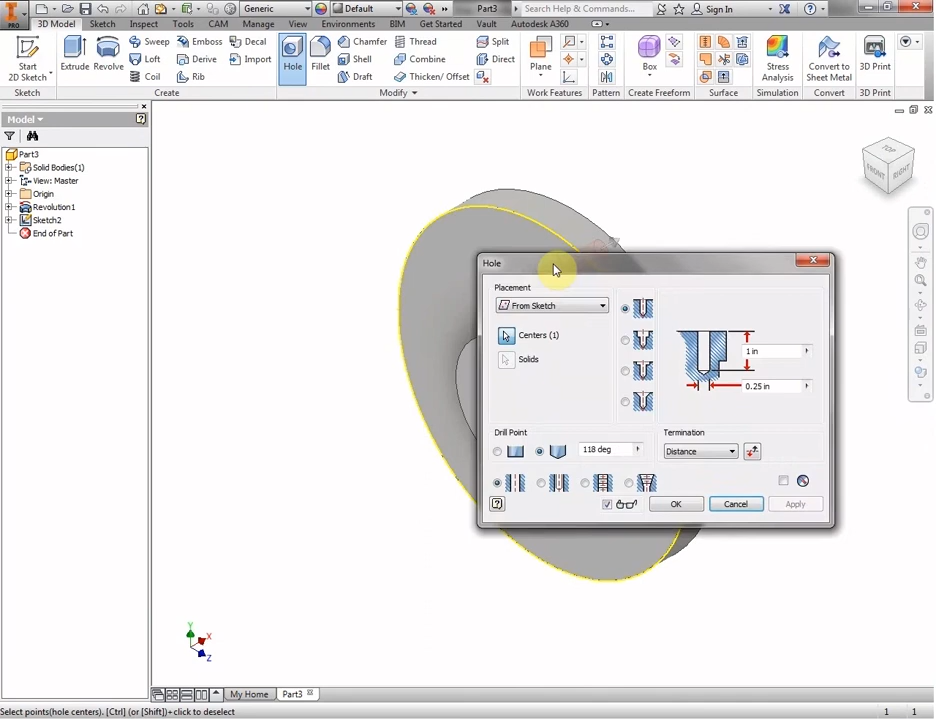 PRO
Generic
Default
Part3
Search Help & Commands...
Sign In
3D Model
Sketch
Inspect
Tools
CAM
Manage
View
Environments
BIM
Get Started
Vault
Autodesk A360
Start
2D Sketch
Extrude
Revolve
Sweep
Loft
Coil
Emboss
Derive
Rib
Decal
Import
Hole
Fillet
Chamfer
Shell
Draft
Thread
Combine
Thicken/ Offset
Split
Direct
Plane
Box
Stress
Analysis
Convert to
Sheet Metal
3D Print
Sketch
Create
Modify
Work Features
Pattern
Create Freeform
Surface
Simulation
Convert
3D Print
Model
Part3
Solid Bodies(1)
View: Master
Origin
Revolution1
Sketch2
End of Part
TOP
FRONT
RIGHT
Hole
Placement
From Sketch
Centers (1)
Solids
1 in
0.25 in
Drill Point
118 deg
Termination
Distance
OK
Cancel
Apply
Y
X
Z
My Home
Part3
Select points(hole centers). [Ctrl] (or [Shift])+click to deselect
1
1